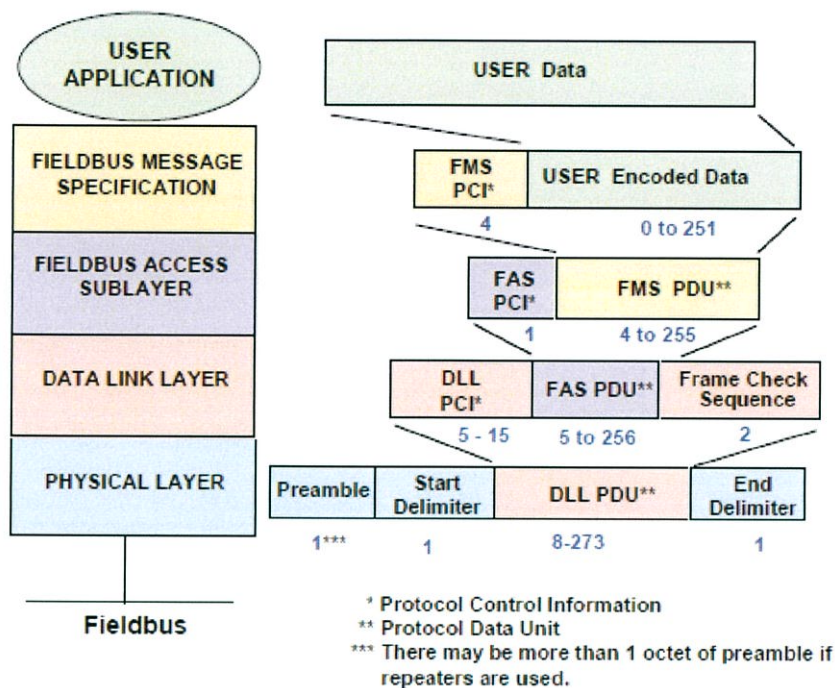 USER
APPLICATION
USER Data
FIELDBUS MESSAGE
SPECIFICATION
FMS
PCI*
USER Encoded Data
4
0 to 251
FIELDBUS ACCESS
SUBLAYER
FAS
PCI*
FMS PDU**
1
4 to 255
DATA LINK LAYER
DLL
PCI*
FAS PDU**
Frame Check
Sequence
5 - 15
5 to 256
2
PHYSICAL LAYER
Preamble
Start
Delimiter
DLL PDU**
End
Delimiter
1***
1
8-273
1
Fieldbus
* Protocol Control Information
** Protocol Data Unit
*** There may be more than 1 octet of preamble if
repeaters are used.